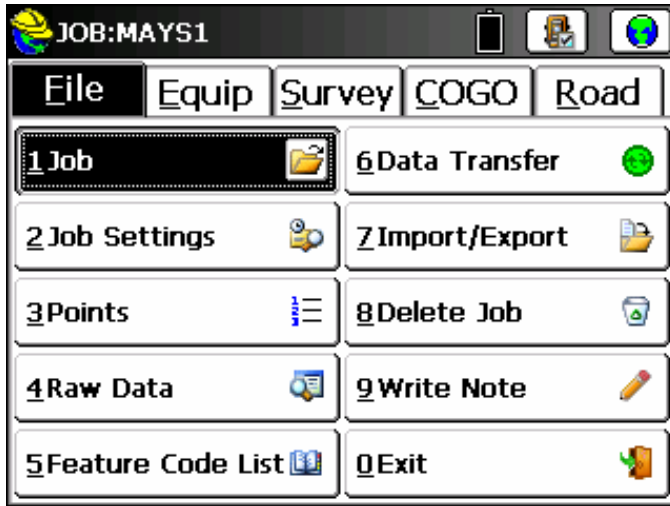 JOB:MAYS1
File Equip Survey COGO Road
1 Job 6 Data Transfer
2 Job Settings 7 Import/Export
3 Points 8 Delete Job
4 Raw Data 9 Write Note
5 Feature Code List 0 Exit